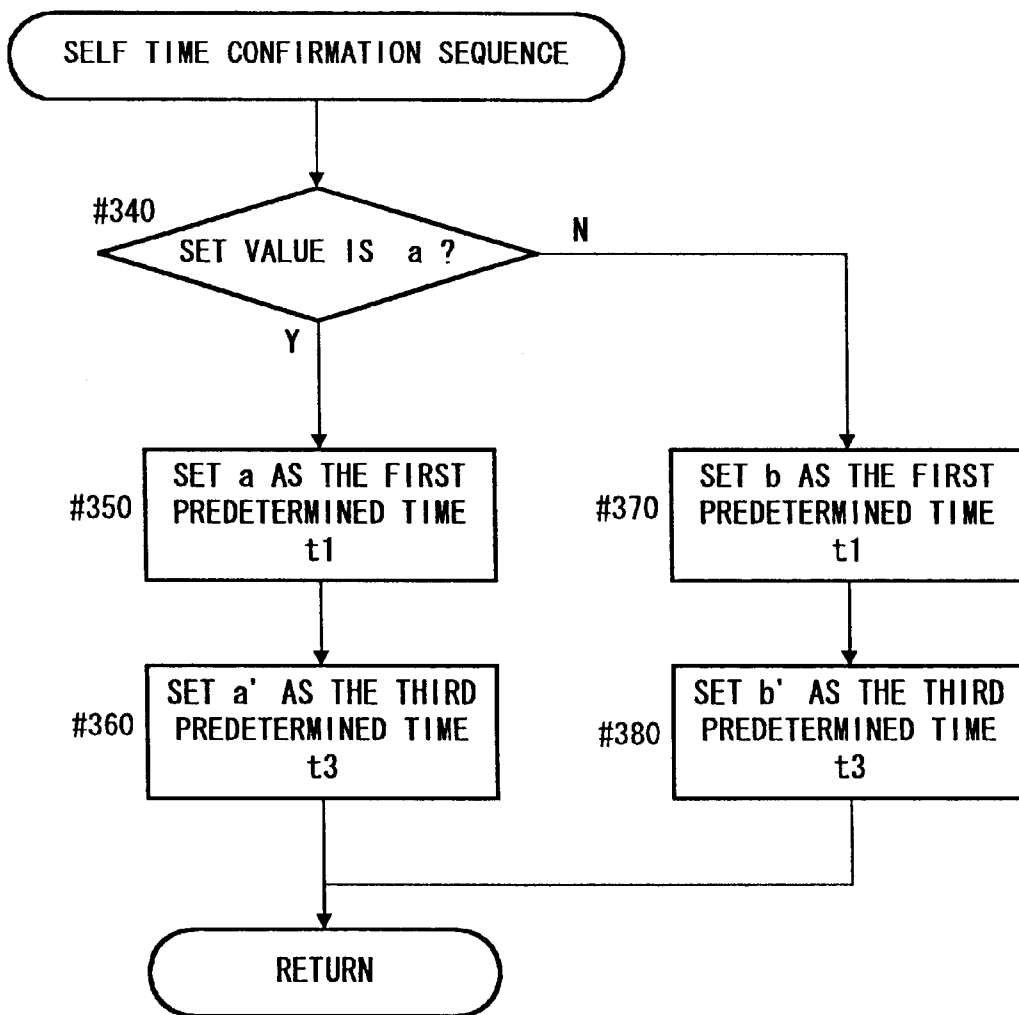 SELF TIME CONFIRMATION SEQUENCE
#340
SET VALUE IS a ?
N
Y
#350
SET a AS THE FIRST
PREDETERMINED TIME
t1
#370
SET b AS THE FIRST
PREDETERMINED TIME
t1
#360
SET a' AS THE THIRD
PREDETERMINED TIME
t3
#380
SET b' AS THE THIRD
PREDETERMINED TIME
t3
RETURN